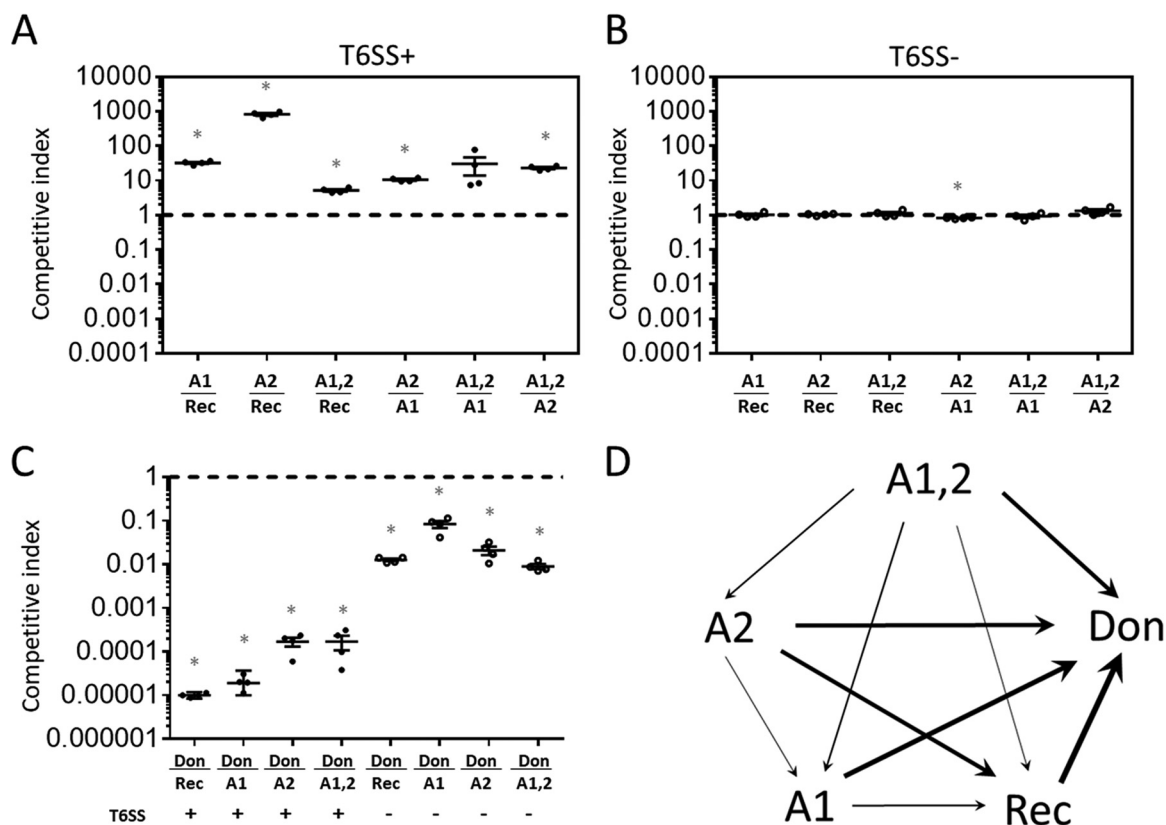 A
T6SS+
Competitive index
10000
1000
100
10
1
0.1
0.01
0.001
0.0001
* * * * *
A1 A2 A1,2 A2 A1,2 A1,2
Rec Rec Rec A1 A1 A2
B
T6SS-
Competitive index
10000
1000
100
10
1
0.1
0.01
0.001
0.0001
*
A1 A2 A1,2 A2 A1,2 A1,2
Rec Rec Rec A1 A1 A2
C
Competitive index
1
0.1
0.01
0.001
0.0001
0.00001
0.000001
* * * * * * * *
Don Don Don Don Don Don Don Don
Rec A1 A2 A1,2 Rec A1 A2 A1,2
T6SS + + + + - - - -
D
A1,2
A2 Don
A1 Rec